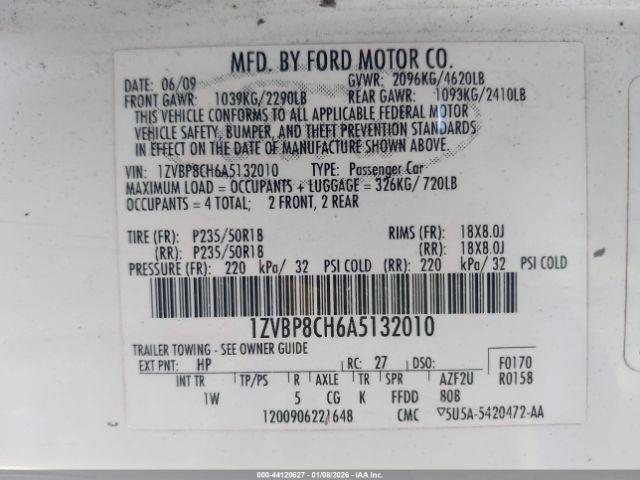 MFD. BY FORD MOTOR CO.
DATE: 06/09 GVWR: 2096KG/4620LB
FRONT GAWR: 1039KG/2290LB REAR GAWR: 1093KG/2410LB
THIS VEHICLE CONFORMS TO ALL APPLICABLE FEDERAL MOTOR
VEHICLE SAFETY, BUMPER, AND THEFT PREVENTION STANDARDS
IN EFFECT ON THE DATE OF MANUFACTURE SHOWN ABOVE.
VIN: 1ZVBP8CH6A5132010 TYPE: Passenger Car
MAXIMUM LOAD = OCCUPANTS + LUGGAGE = 326KG/720LB
OCCUPANTS = 4 TOTAL; 2 FRONT, 2 REAR
TIRE (FR): P235/50R18 RIMS (FR): 18X8.0J
(RR): P235/50R18 (RR): 18X8.0J
PRESSURE (FR): 220 kPa/ 32 PSI COLD (RR): 220 kPa/ 32 PSI COLD
1ZVBP8CH6A5132010
TRAILER TOWING - SEE OWNER GUIDE
EXT PNT: HP RC: 27 DSO: F0170
INT TR TP/PS R AXLE TR SPR AZF2U R0158
1W 5 CG K FFDD 80B
1200906221648 CMC ▽5U5A-5420472-AA
000-44120627 - 01/08/2026 - IAAI.COM